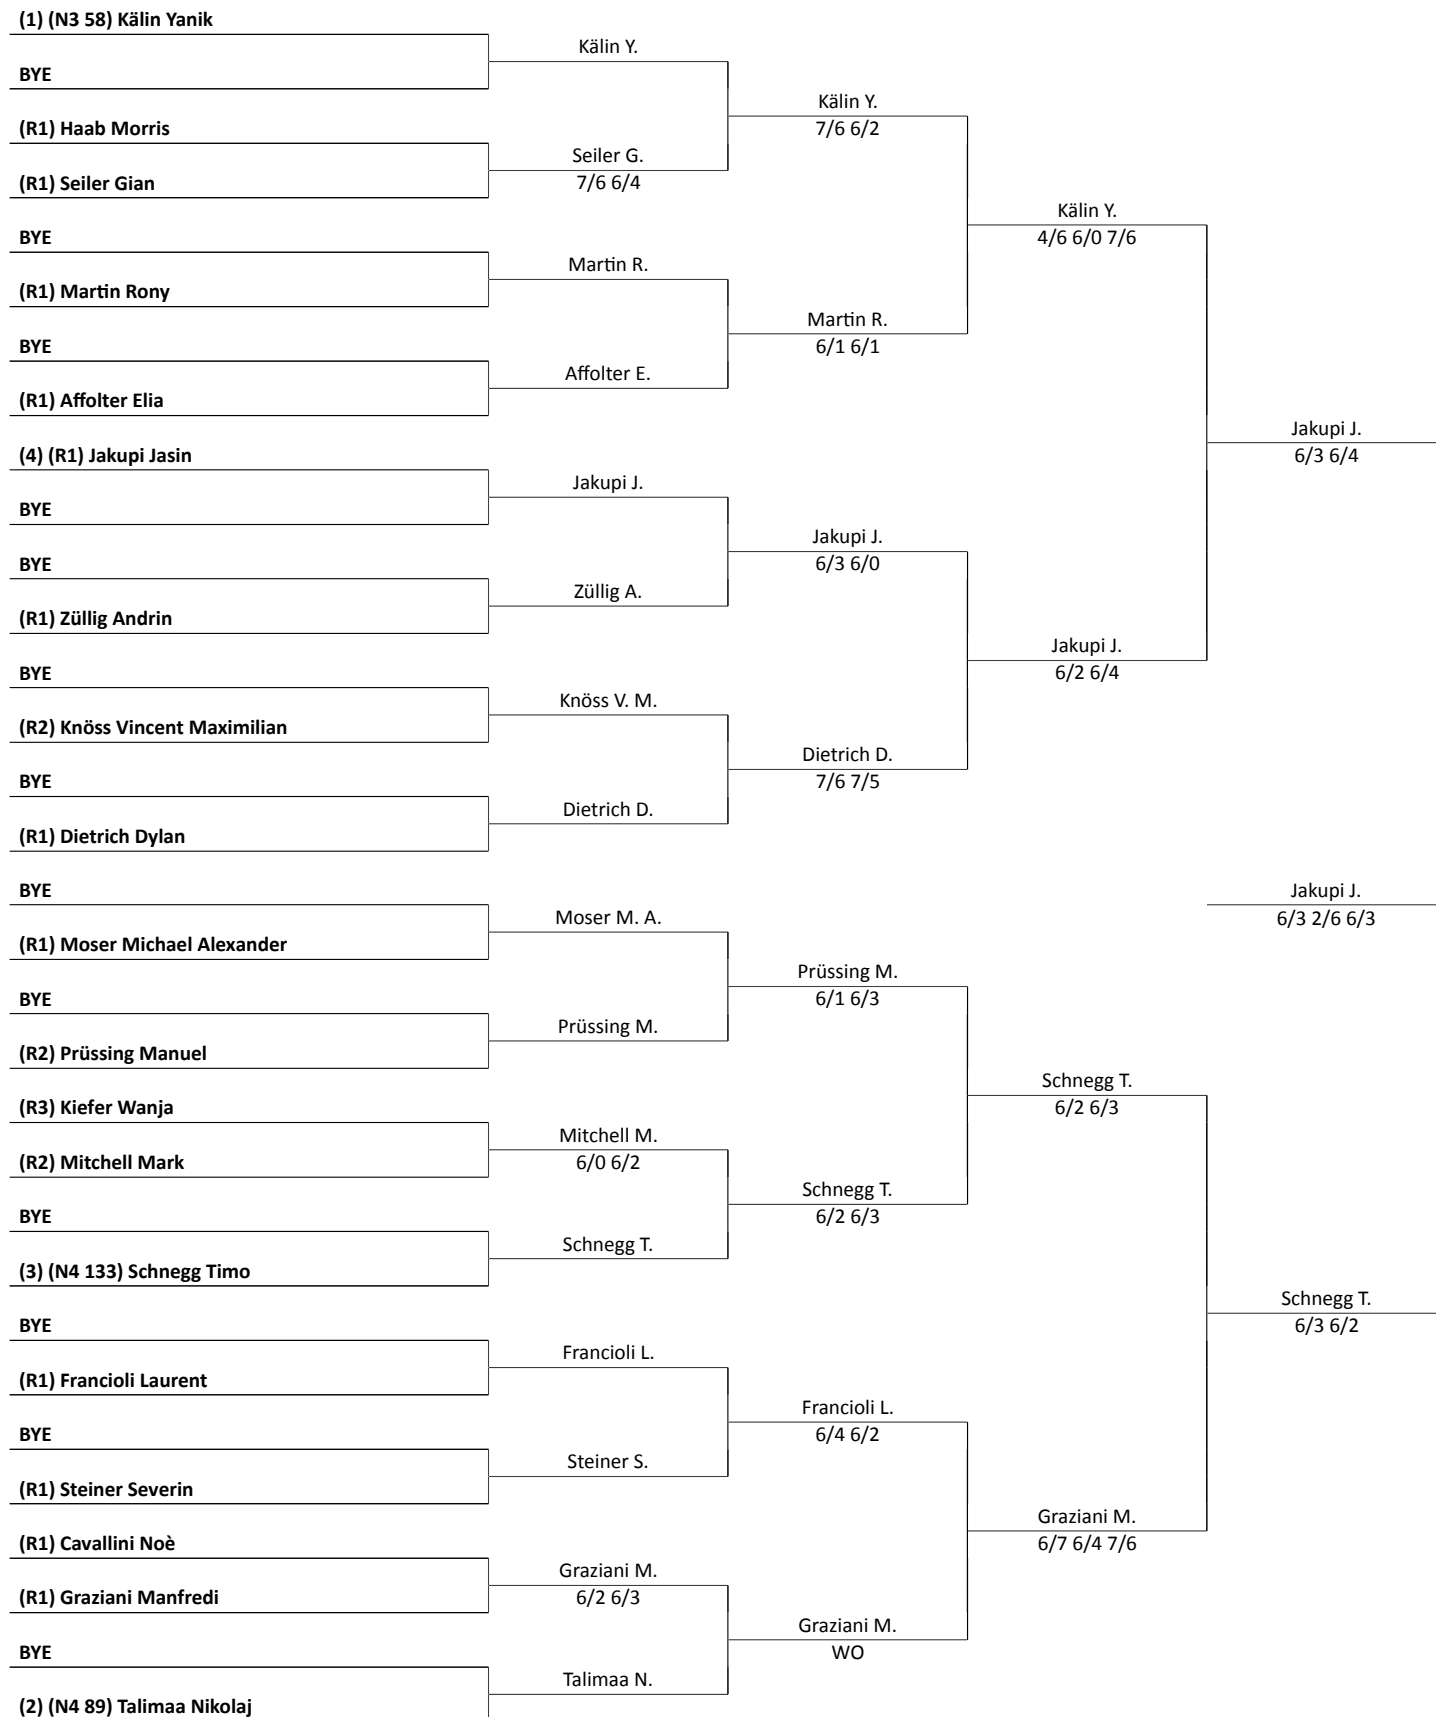 (1) (N3 58) Kälin Yanik
BYE
(R1) Haab Morris
(R1) Seiler Gian
BYE
(R1) Martin Rony
BYE
(R1) Affolter Elia
(4) (R1) Jakupi Jasin
BYE
BYE
(R1) Züllig Andrin
BYE
(R2) Knöss Vincent Maximilian
BYE
(R1) Dietrich Dylan
BYE
(R1) Moser Michael Alexander
BYE
(R2) Prüssing Manuel
(R3) Kiefer Wanja
(R2) Mitchell Mark
BYE
(3) (N4 133) Schnegg Timo
BYE
(R1) Francioli Laurent
BYE
(R1) Steiner Severin
(R1) Cavallini Noè
(R1) Graziani Manfredi
BYE
(2) (N4 89) Talimaa Nikolaj
Kälin Y.
Seiler G.
7/6 6/4
Martin R.
Affolter E.
Jakupi J.
Züllig A.
Knöss V. M.
Dietrich D.
Moser M. A.
Prüssing M.
Mitchell M.
6/0 6/2
Schnegg T.
Francioli L.
Steiner S.
Graziani M.
6/2 6/3
Talimaa N.
Kälin Y.
7/6 6/2
Martin R.
6/1 6/1
Jakupi J.
6/3 6/0
Dietrich D.
7/6 7/5
Prüssing M.
6/1 6/3
Schnegg T.
6/2 6/3
Francioli L.
6/4 6/2
Graziani M.
WO
Kälin Y.
4/6 6/0 7/6
Jakupi J.
6/2 6/4
Schnegg T.
6/2 6/3
Graziani M.
6/7 6/4 7/6
Jakupi J.
6/3 6/4
Jakupi J.
6/3 2/6 6/3
Schnegg T.
6/3 6/2